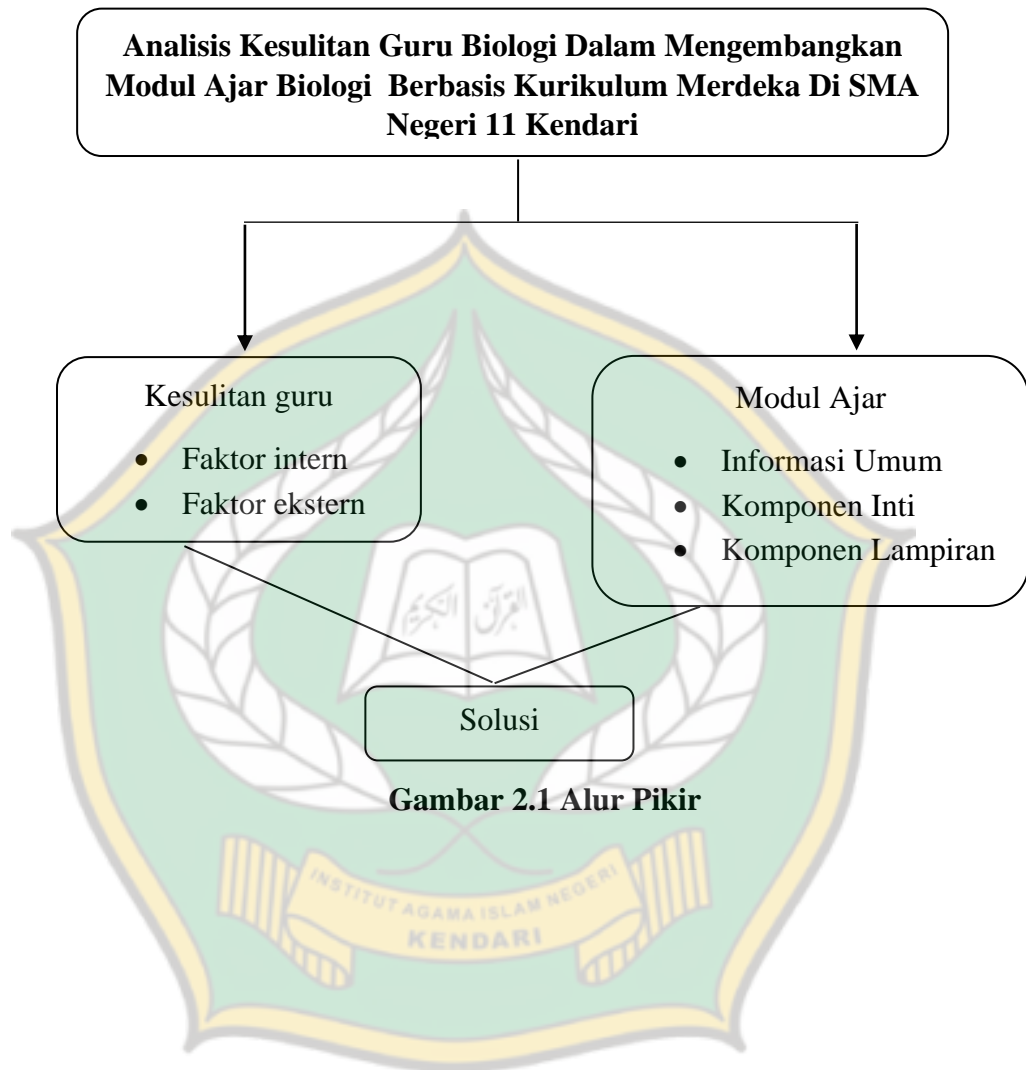 Analisis Kesulitan Guru Biologi Dalam Mengembangkan
Modul Ajar Biologi Berbasis Kurikulum Merdeka Di SMA
Negeri 11 Kendari
Kesulitan guru
• Faktor intern
• Faktor ekstern
Modul Ajar
• Informasi Umum
• Komponen Inti
• Komponen Lampiran
القرآن الكريم
Solusi
Gambar 2.1 Alur Pikir
INSTITUT AGAMA ISLAM NEGERI
KENDARI